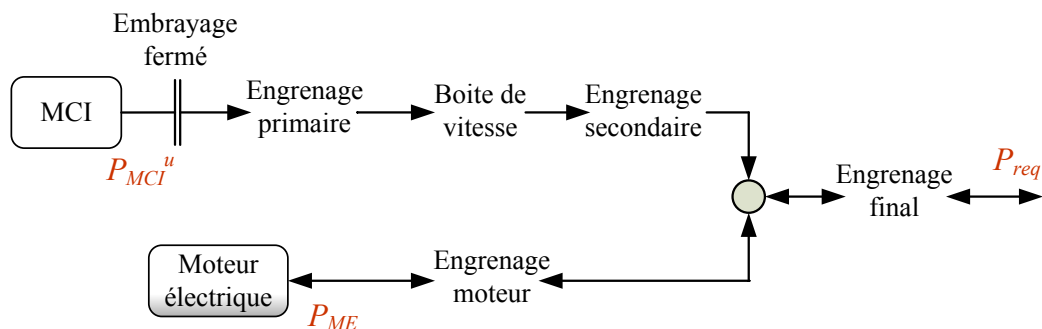 Embrayage
fermé
MCI
Engrenage
primaire
Boite de
vitesse
Engrenage
secondaire
P_MCI^u
Engrenage
final
P_req
Moteur
électrique
Engrenage
moteur
P_ME